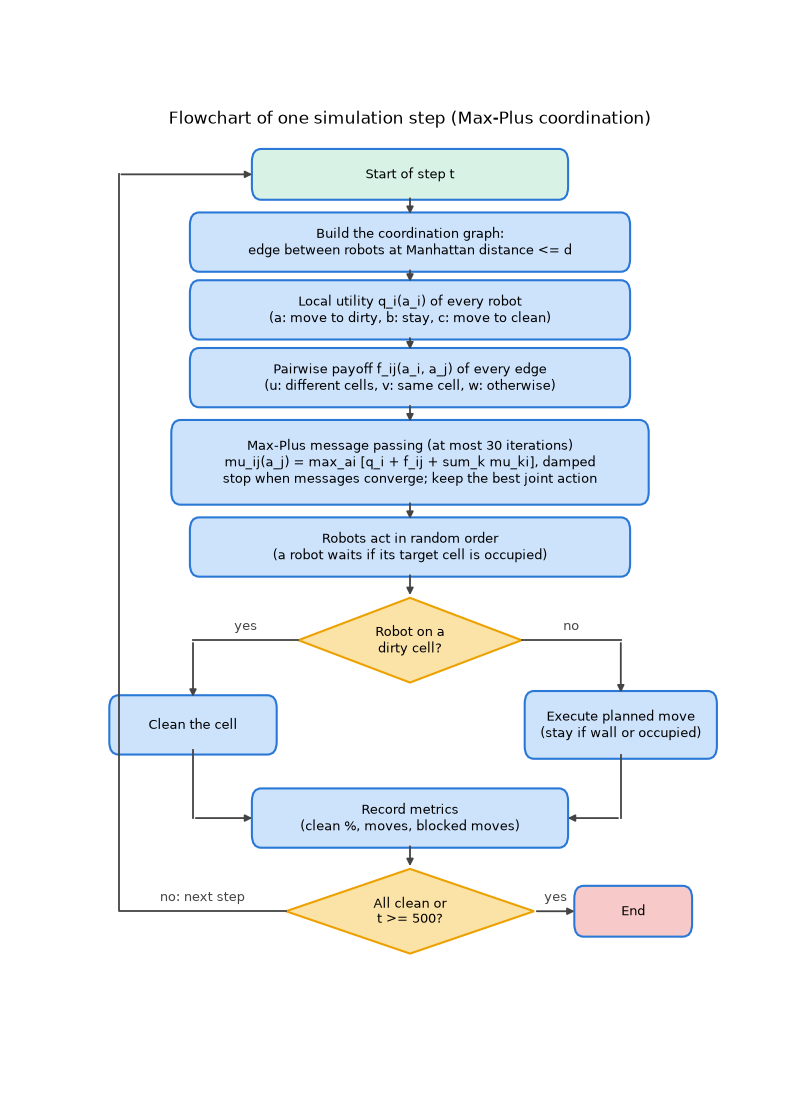 Flowchart of one simulation step (Max-Plus coordination)
Start of step t
Build the coordination graph:
edge between robots at Manhattan distance <= d
Local utility q_i(a_i) of every robot
(a: move to dirty, b: stay, c: move to clean)
Pairwise payoff f_ij(a_i, a_j) of every edge
(u: different cells, v: same cell, w: otherwise)
Max-Plus message passing (at most 30 iterations)
mu_ij(a_j) = max_ai [q_i + f_ij + sum_k mu_ki], damped
stop when messages converge; keep the best joint action
Robots act in random order
(a robot waits if its target cell is occupied)
Robot on a
dirty cell?
yes
no
Clean the cell
Execute planned move
(stay if wall or occupied)
Record metrics
(clean %, moves, blocked moves)
All clean or
t >= 500?
no: next step
yes
End